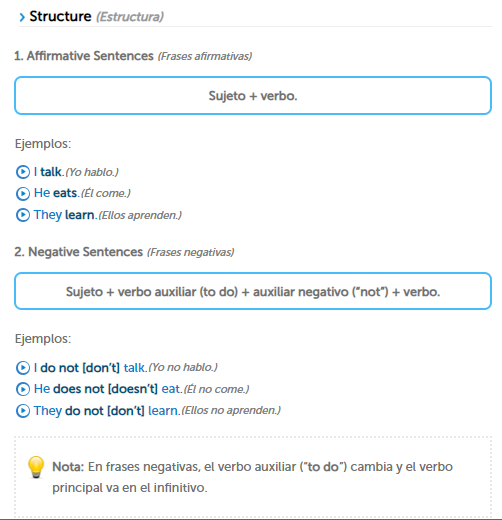 Structure (Estructura)
1. Affirmative Sentences (Frases afirmativas)
Sujeto + verbo.
Ejemplos:
I talk.(Yo hablo.)
He eats.(Él come.)
They learn.(Ellos aprenden.)
2. Negative Sentences (Frases negativas)
Sujeto + verbo auxiliar (to do) + auxiliar negativo ("not") + verbo.
Ejemplos:
I do not [don't] talk.(Yo no hablo.)
He does not [doesn't] eat.(Él no come.)
They do not [don't] learn.(Ellos no aprenden.)
Nota: En frases negativas, el verbo auxiliar ("to do") cambia y el verbo
principal va en el infinitivo.